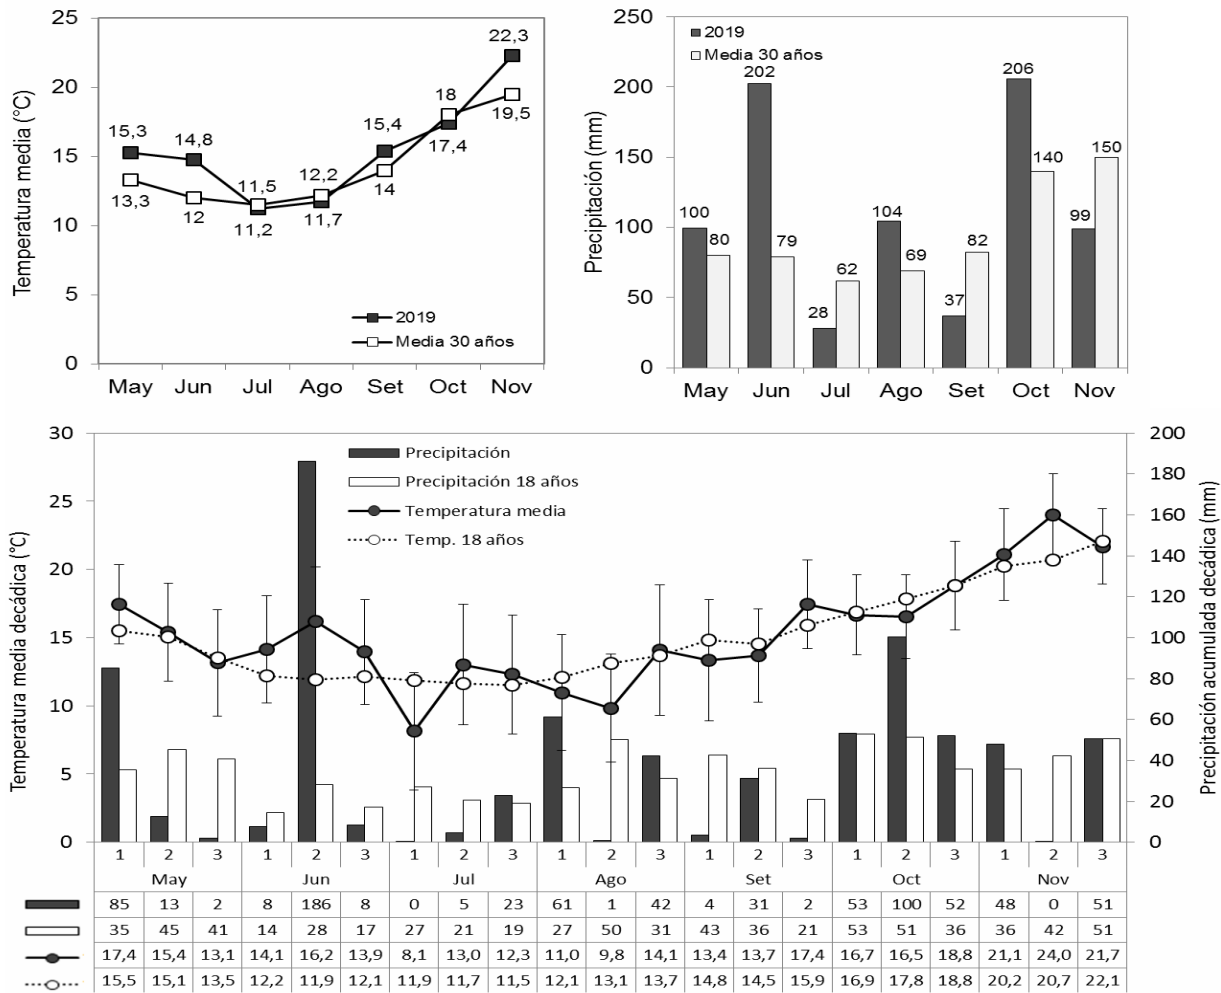 Temperatura media (°C)
25
20
15
10
5
0
15,3
14,8
11,5
12,2
15,4
18
22,3
13,3
12
11,2
11,7
14
17,4
19,5
2019
Media 30 años
May Jun Jul Ago Set Oct Nov
Precipitación (mm)
250
200
150
100
50
0
2019
Media 30 años
100 80 202 79 28 62 104 69 37 82 206 140 99 150
May Jun Jul Ago Set Oct Nov
Temperatura media decádica (°C)
30
25
20
15
10
5
0
Precipitación
Precipitación 18 años
Temperatura media
Temp. 18 años
Precipitación acumulada decádica (mm)
200
180
160
140
120
100
80
60
40
20
0
1 2 3 1 2 3 1 2 3 1 2 3 1 2 3 1 2 3 1 2 3
May Jun Jul Ago Set Oct Nov
85 13 2 8 186 8 0 5 23 61 1 42 4 31 2 53 100 52 48 0 51
35 45 41 14 28 17 27 21 19 27 50 31 43 36 21 53 51 36 36 42 51
17,4 15,4 13,1 14,1 16,2 13,9 8,1 13,0 12,3 11,0 9,8 14,1 13,4 13,7 17,4 16,7 16,5 18,8 21,1 24,0 21,7
15,5 15,1 13,5 12,2 11,9 12,1 11,9 11,7 11,5 12,1 13,1 13,7 14,8 14,5 15,9 16,9 17,8 18,8 20,2 20,7 22,1